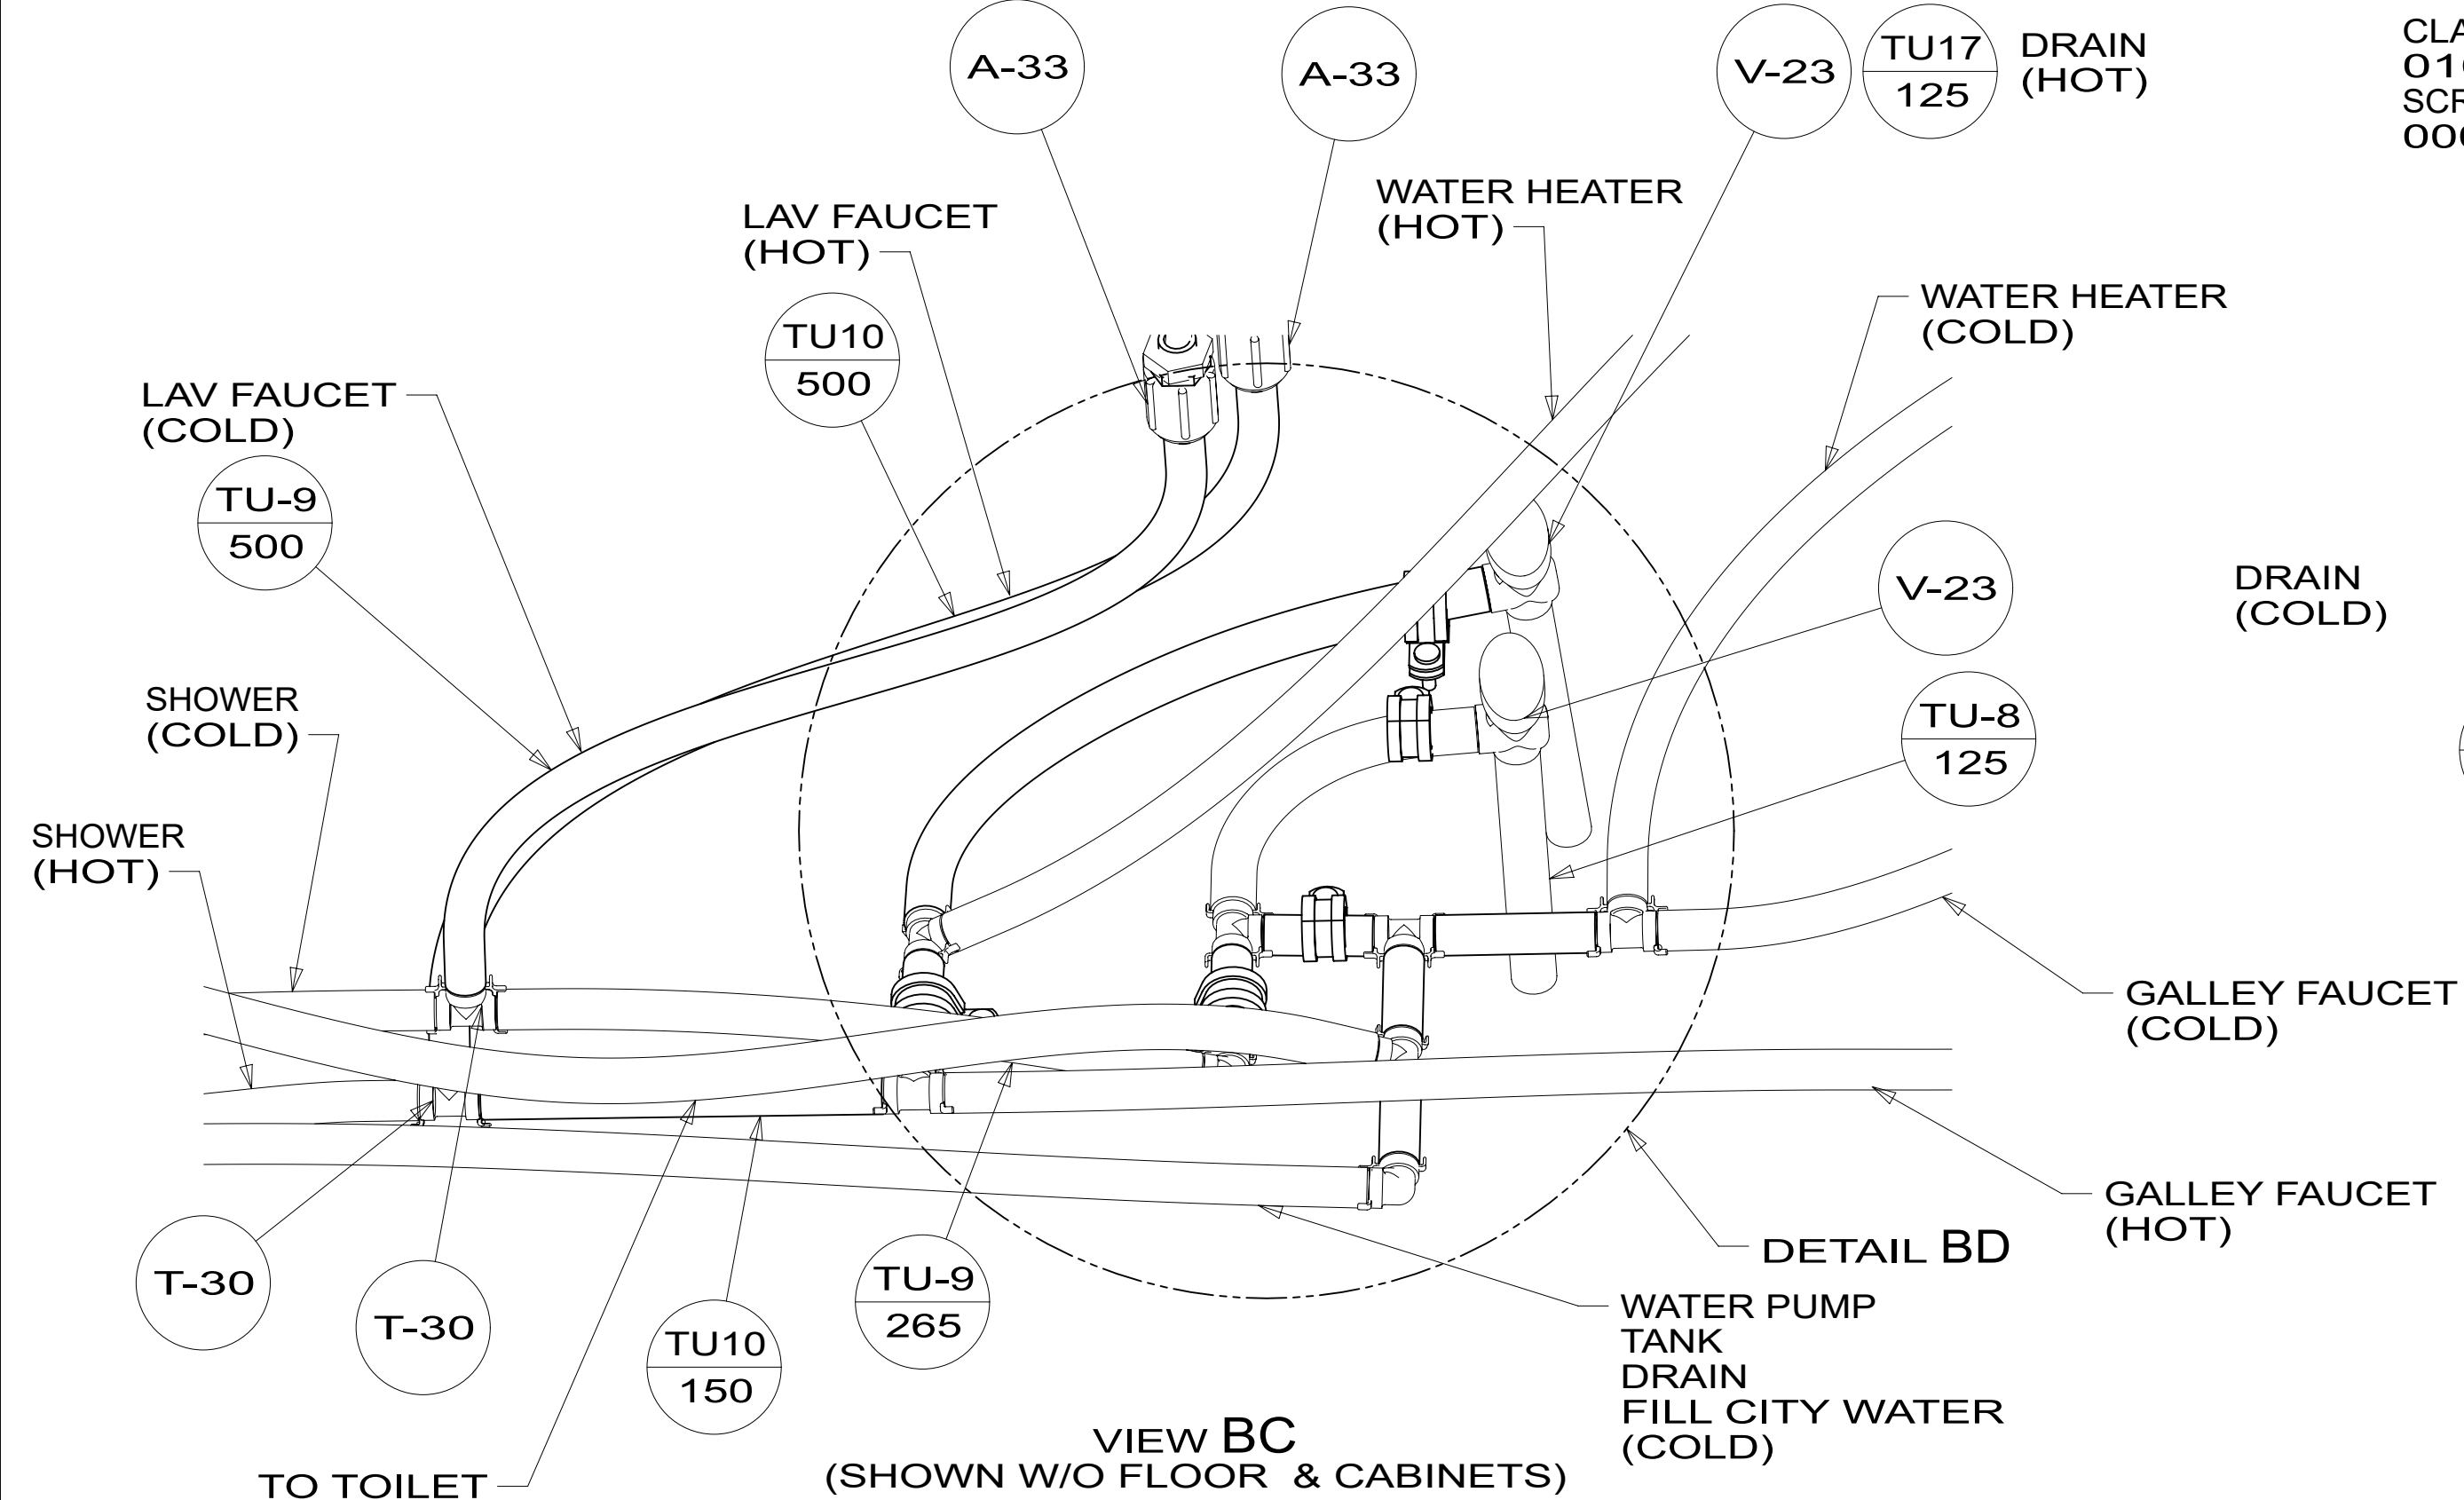 A-33
A-33
V-23
TU17
125
DRAIN
(HOT)
WATER HEATER
(HOT)
LAV FAUCET
(HOT)
TU10
500
WATER HEATER
(COLD)
LAV FAUCET
(COLD)
TU-9
500
V-23
DRAIN
(COLD)
SHOWER
(COLD)
TU-8
125
SHOWER
(HOT)
GALLEY FAUCET
(COLD)
GALLEY FAUCET
(HOT)
DETAIL BD
T-30
T-30
TU10
150
TU-9
265
WATER PUMP
TANK
DRAIN
FILL CITY WATER
(COLD)
VIEW BC
(SHOWN W/O FLOOR & CABINETS)
TO TOILET